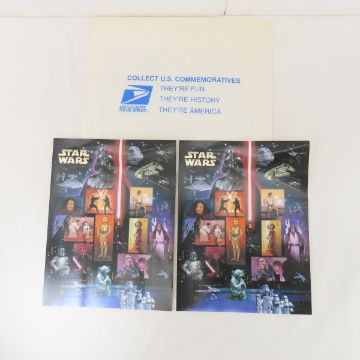 COLLECT U.S. COMMEMORATIVES
THEY'RE FUN
THEY'RE HISTORY
THEY'RE AMERICA
STAR
WARS
STAR
WARS